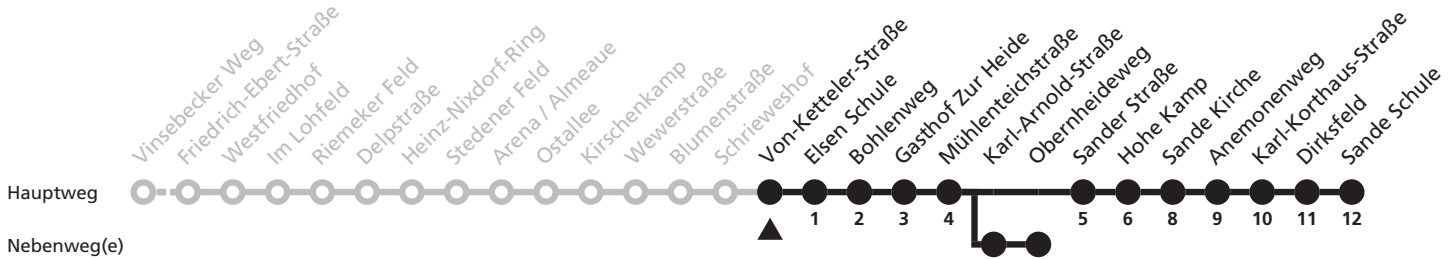 Vinsebecker Weg
Friedrich-Ebert-Straße
Westfriedhof
Im Lohfeld
Riemeker Feld
Delpstraße
Heinz-Nixdorf-Ring
Stedener Feld
Arena / Almeaue
Ostallee
Kirschenkamp
Wewerstraße
Blumenstraße
Schrieweshof
Von-Ketteler-Straße
Elsen Schule
Bohlenweg
Gasthof Zur Heide
Mühlenteichstraße
Karl-Arnold-Straße
Obernheideweg
Sander Straße
Hohe Kamp
Sande Kirche
Anemonenweg
Karl-Korthaus-Straße
Dirksfeld
Sande Schule
Hauptweg
1 2 3 4 5 6 8 9 10 11 12
Nebenweg(e)